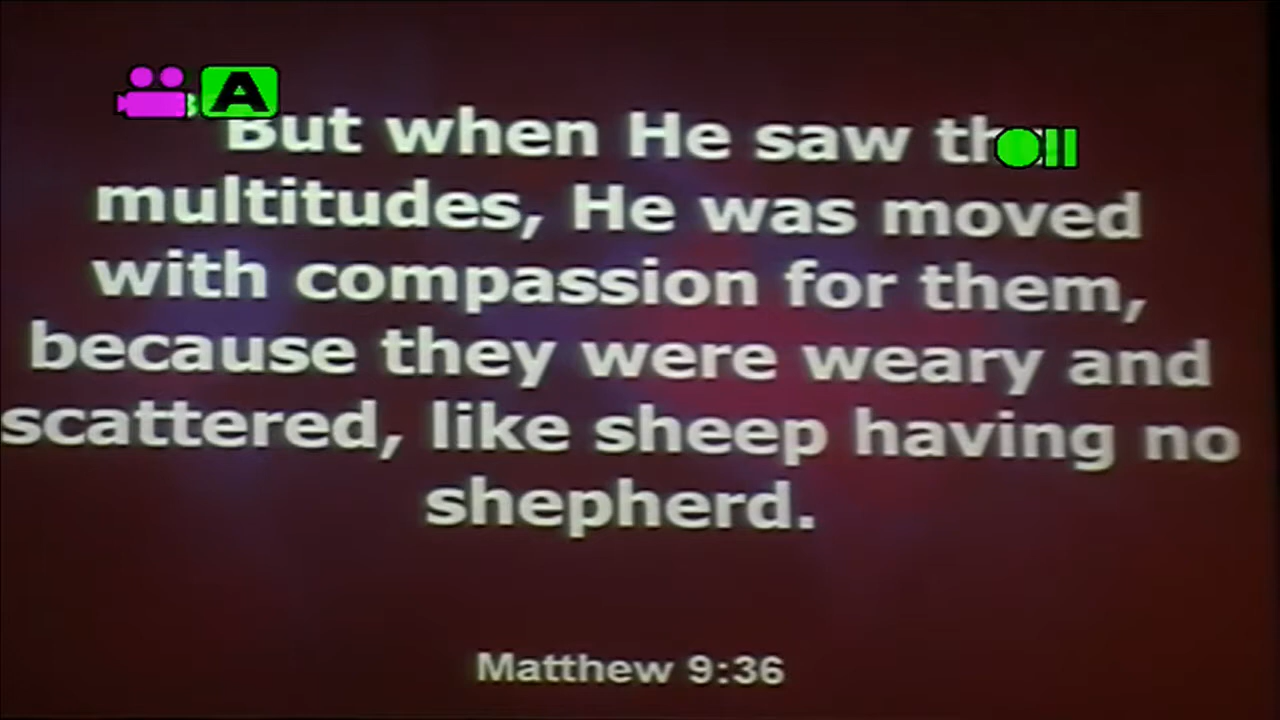 A
But when He saw the
multitudes, He was moved
with compassion for them,
because they were weary and
scattered, like sheep having no
shepherd.
Matthew 9:36